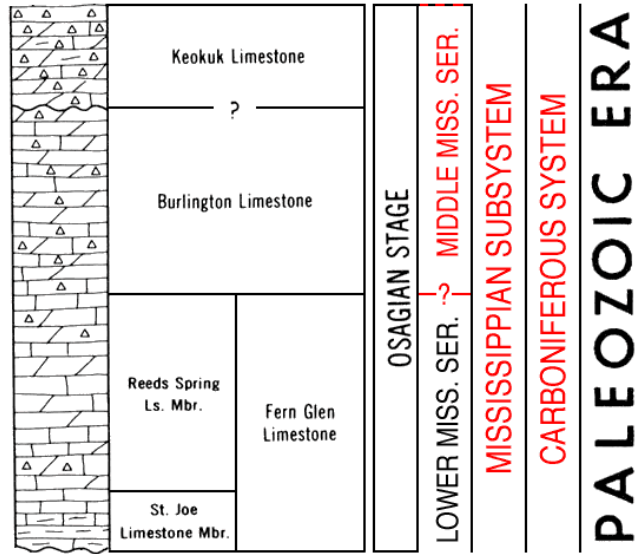 Keokuk Limestone
?
Burlington Limestone
Reeds Spring
Ls. Mbr.
St. Joe
Limestone Mbr.
Fern Glen
Limestone
OSAGIAN STAGE
MIDDLE MISS. SER.
?
LOWER MISS. SER.
MISSISSIPPIAN SUBSYSTEM
CARBONIFEROUS SYSTEM
PALEOZOIC ERA